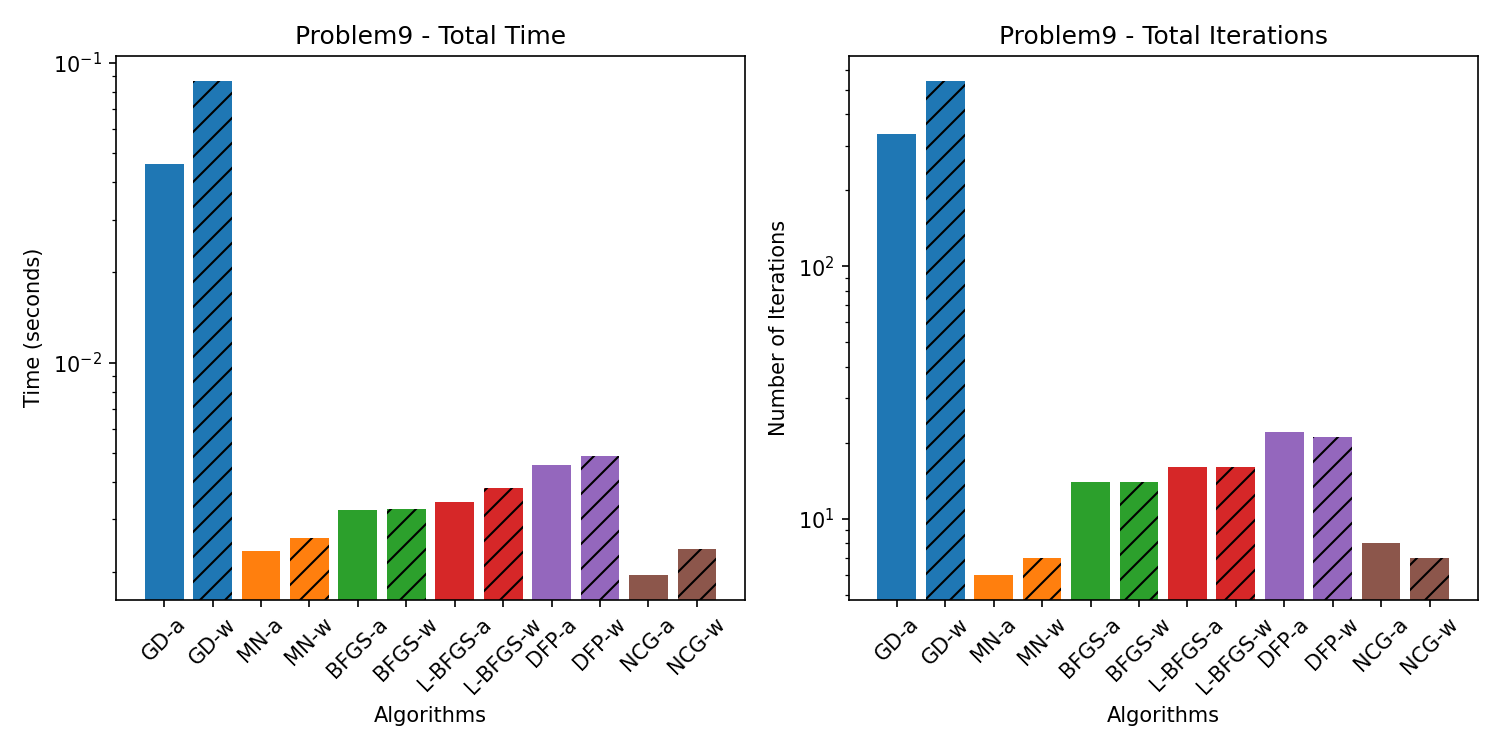 Problem9 - Total Time
Time (seconds)
10⁻¹
10⁻²
GD-a
GD-w
MN-a
MN-w
BFGS-a
BFGS-w
L-BFGS-a
L-BFGS-w
DFP-a
DFP-w
NCG-a
NCG-w
Algorithms
Problem9 - Total Iterations
Number of Iterations
10²
10¹
GD-a
GD-w
MN-a
MN-w
BFGS-a
BFGS-w
L-BFGS-a
L-BFGS-w
DFP-a
DFP-w
NCG-a
NCG-w
Algorithms